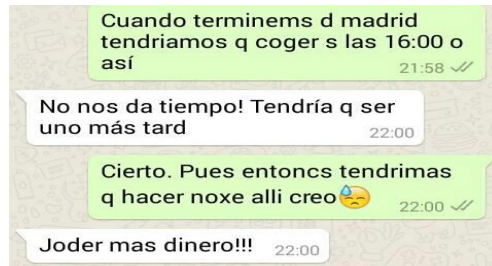 Cuando terminems d madrid
tendriamos q coger s las 16:00 o
así
21:58
No nos da tiempo! Tendría q ser
uno más tard
22:00
Cierto. Pues entoncs tendrimas
q hacer noxe alli creo😓
22:00
Joder mas dinero!!! 22:00